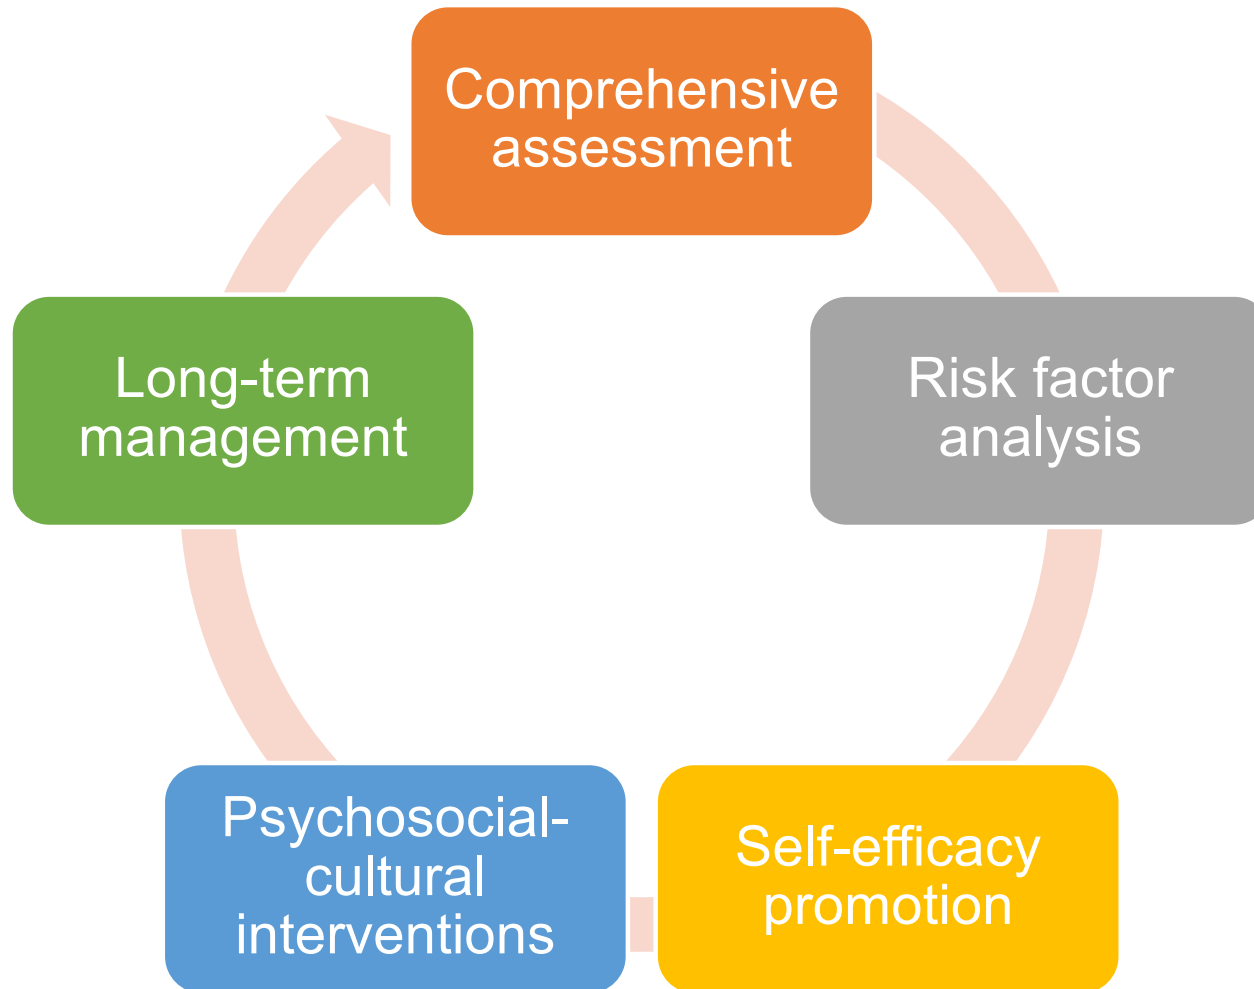 Comprehensive
assessment
Risk factor
analysis
Self-efficacy
promotion
Psychosocial-
cultural
interventions
Long-term
management